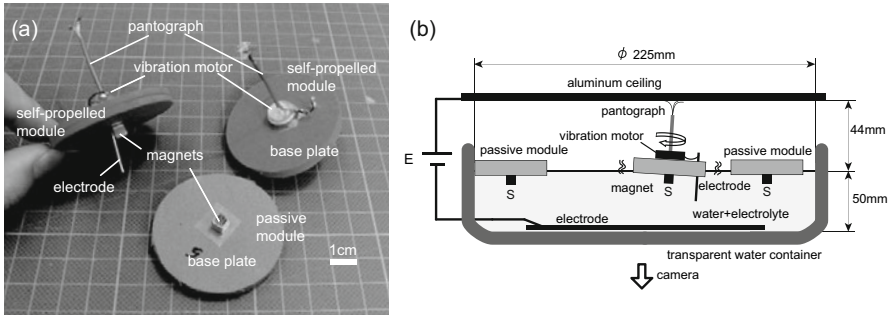 (a)
pantograph
vibration motor
self-propelled
module
self-propelled
module
magnets
base plate
electrode
passive
module
S
base plate
1cm
(b)
ϕ 225mm
aluminum ceiling
pantograph
44mm
vibration motor
passive module
passive module
E
magnet
electrode
S
S
S
50mm
electrode
water+electrolyte
transparent water container
camera